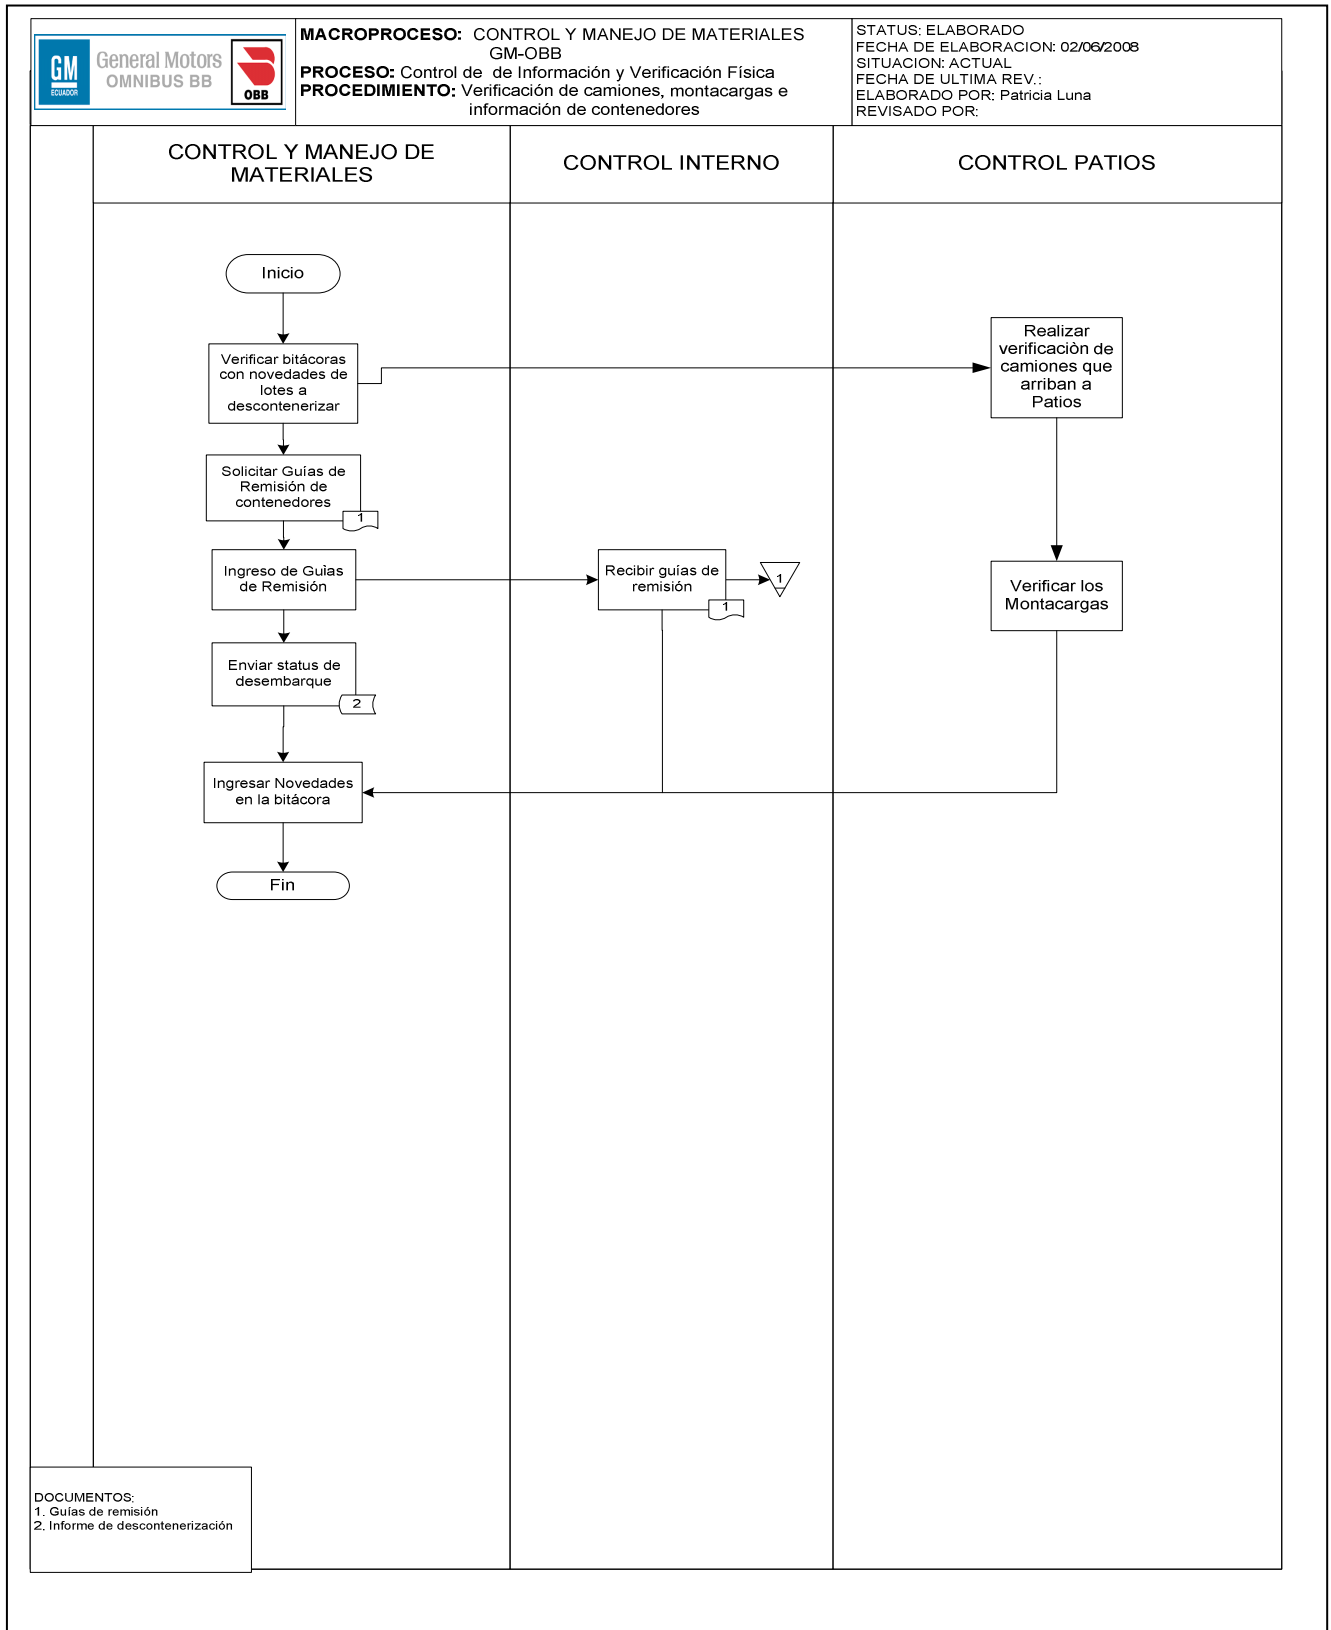 GM
ECUADOR
General Motors
OMNIBUS BB
OBB
MACROPROCESO: CONTROL Y MANEJO DE MATERIALES
GM-OBB
PROCESO: Control de de Información y Verificación Física
PROCEDIMIENTO: Verificación de camiones, montacargas e
información de contenedores
STATUS: ELABORADO
FECHA DE ELABORACION: 02/06/2008
SITUACION: ACTUAL
FECHA DE ULTIMA REV.:
ELABORADO POR: Patricia Luna
REVISADO POR:
CONTROL Y MANEJO DE
MATERIALES
CONTROL INTERNO
CONTROL PATIOS
Inicio
Verificar bitácoras
con novedades de
lotes a
descontenerizar
Realizar
verificaciòn de
camiones que
arriban a
Patios
Solicitar Guías de
Remisión de
contenedores
1
Ingreso de Guìas
de Remisión
Recibir guías de
remisión
1
1
Verificar los
Montacargas
Enviar status de
desembarque
2
Ingresar Novedades
en la bitácora
Fin
DOCUMENTOS:
1. Guías de remisión
2. Informe de descontenerización